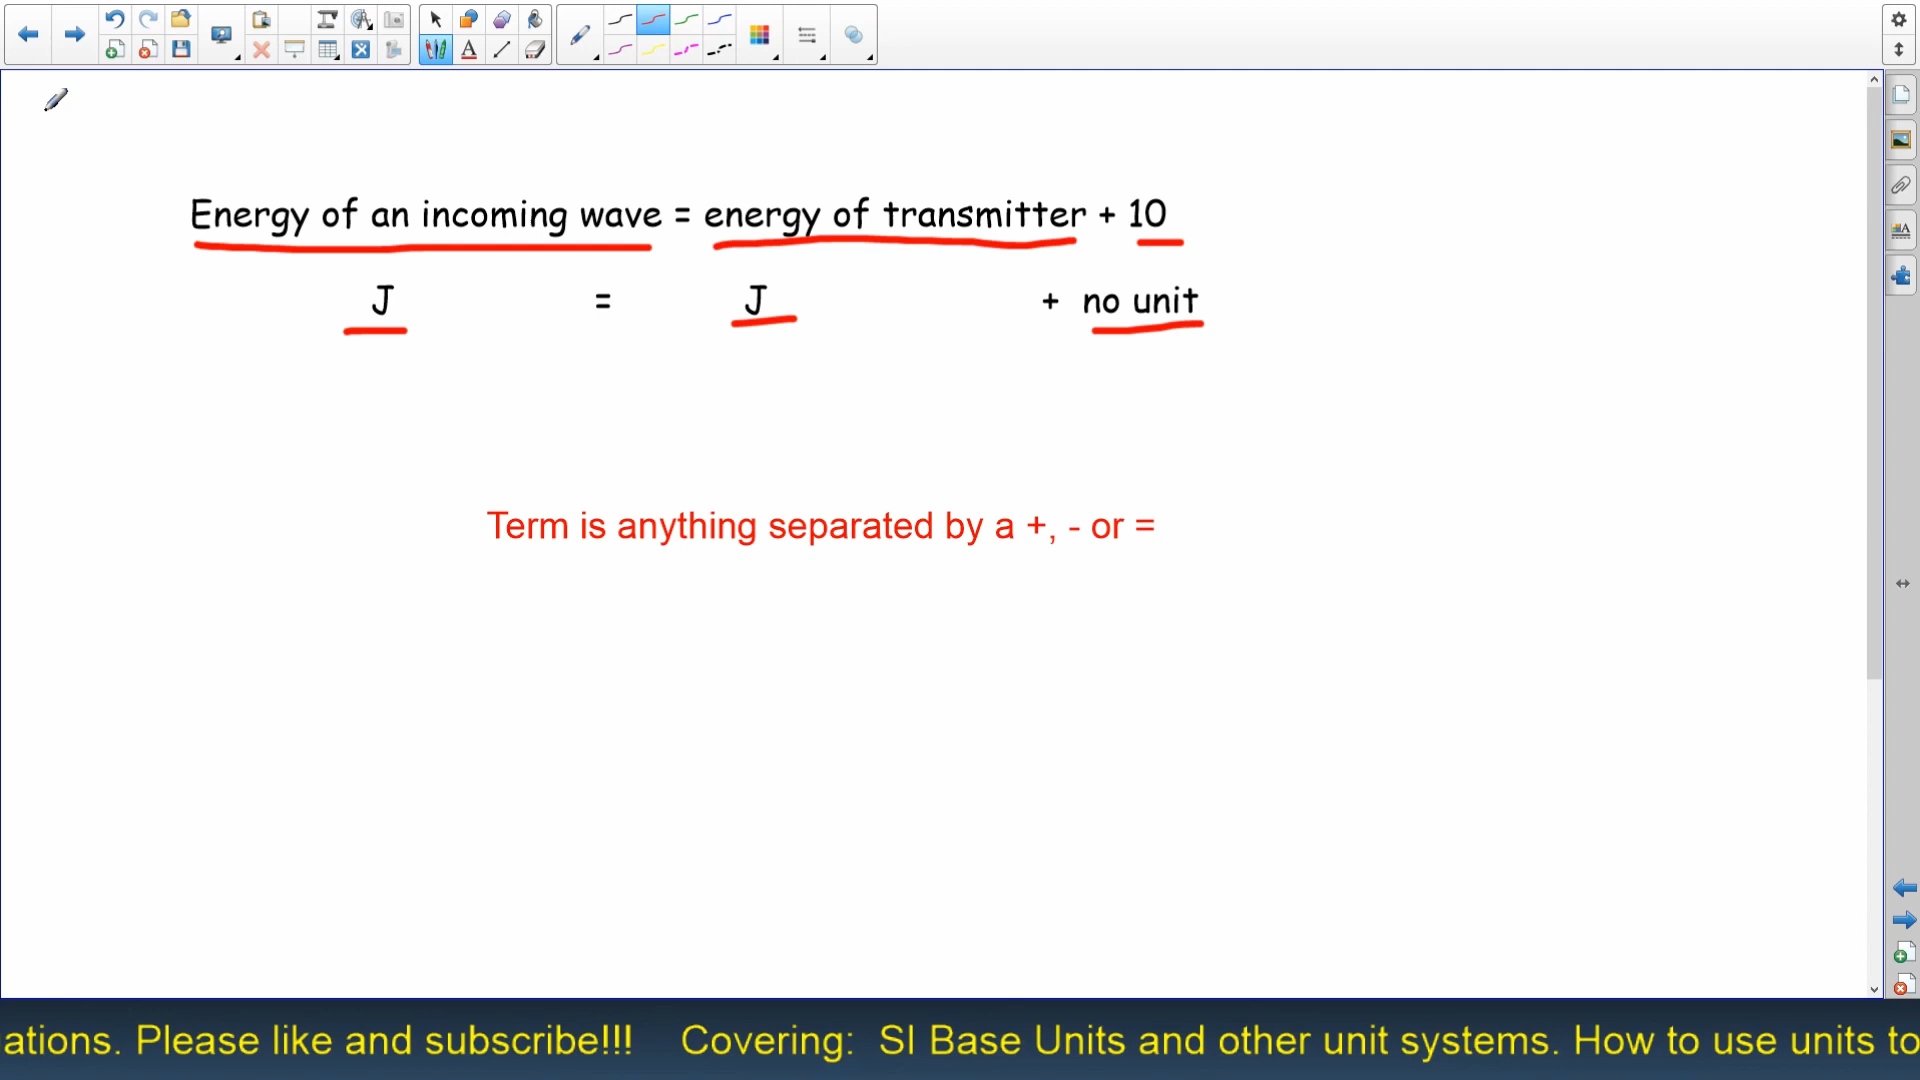 Energy of an incoming wave = energy of transmitter + 10
J = J + no unit
Term is anything separated by a +, - or =
ations. Please like and subscribe!!! Covering: SI Base Units and other unit systems. How to use units to